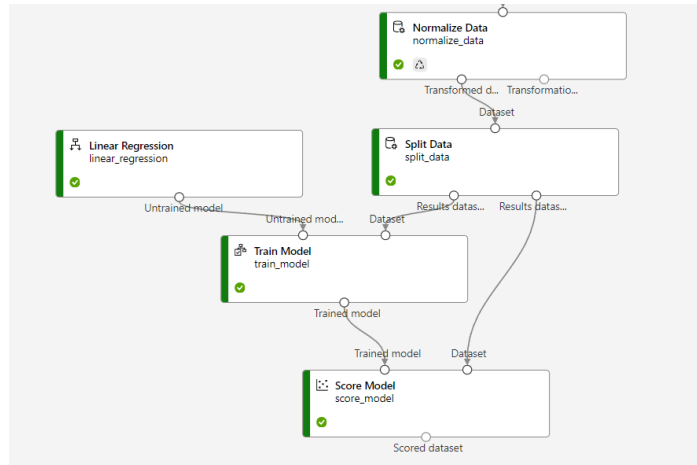 Normalize Data
normalize_data
Transformed d... Transformatio...
Dataset
Linear Regression
linear_regression
Split Data
split_data
Untrained model
Results datas... Results datas...
Untrained mod... Dataset
Train Model
train_model
Trained model
Trained model Dataset
Score Model
score_model
Scored dataset